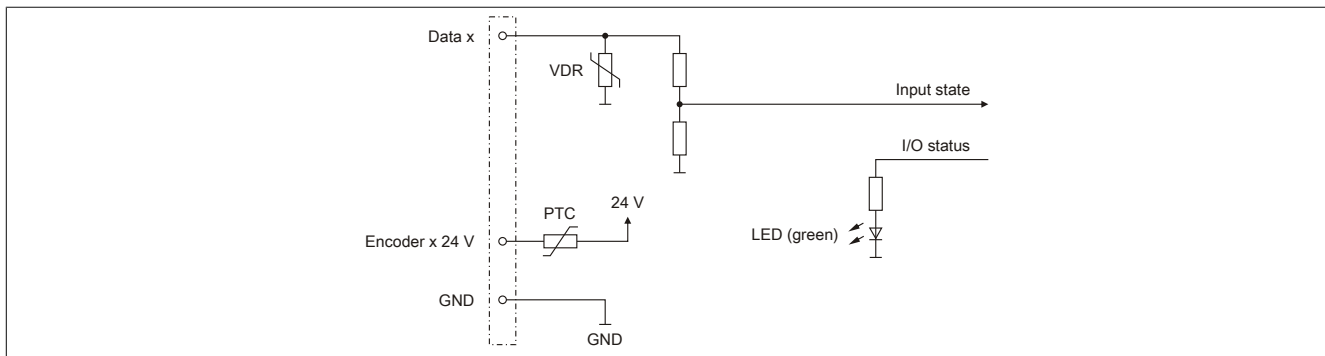 Data x
VDR
Input state
I/O status
24 V
PTC
Encoder x 24 V
LED (green)
GND
GND